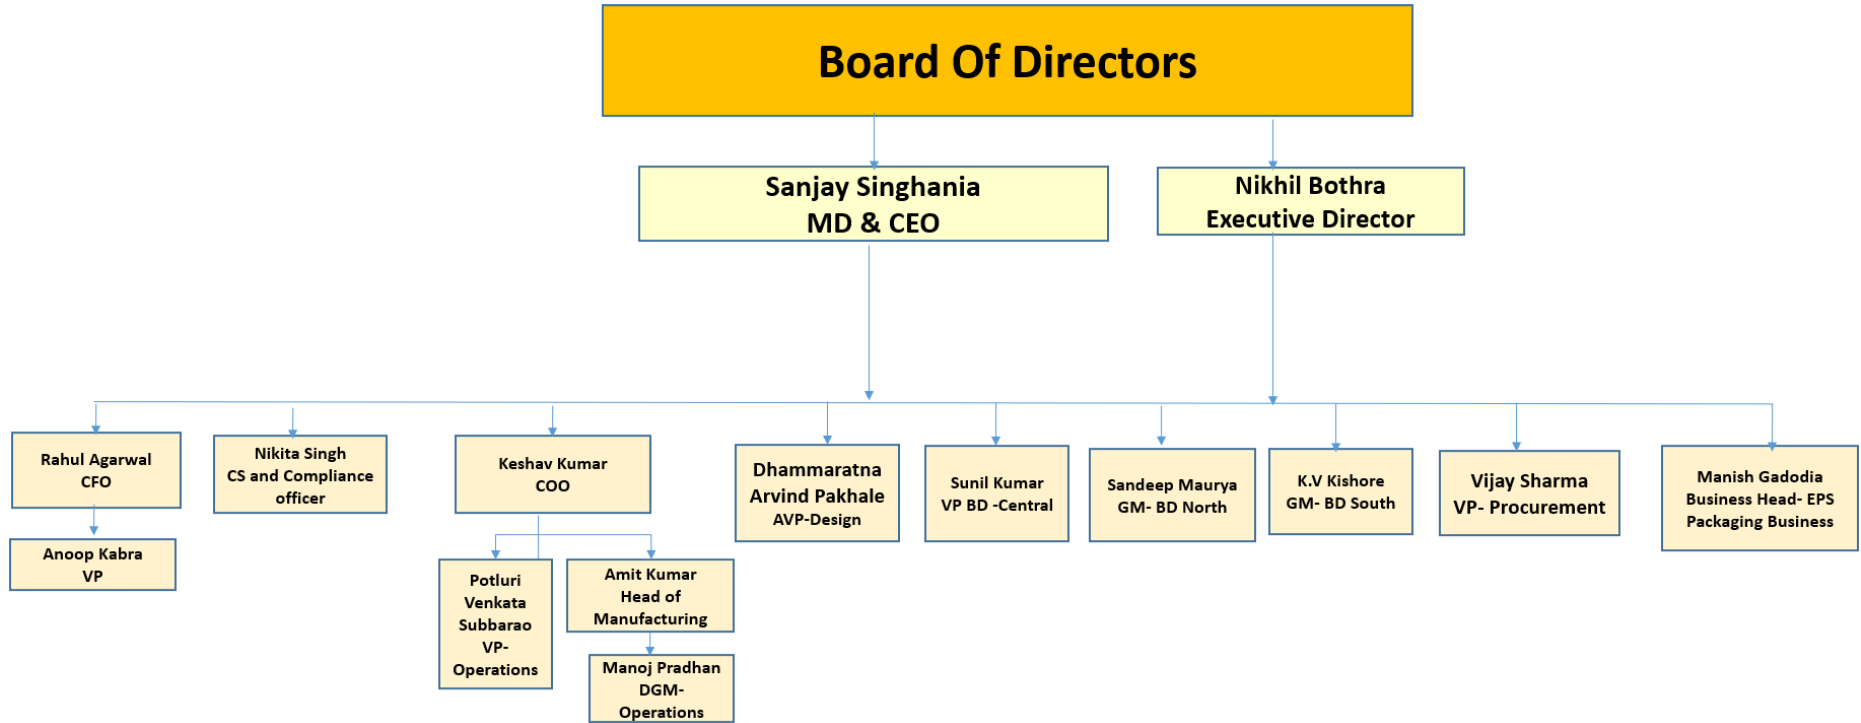 Board Of Directors
Sanjay Singhania
MD & CEO
Nikhil Bothra
Executive Director
Rahul Agarwal
CFO
Nikita Singh
CS and Compliance
officer
Keshav Kumar
COO
Dhammaratna
Arvind Pakhale
AVP-Design
Sunil Kumar
VP BD -Central
Sandeep Maurya
GM- BD North
K.V Kishore
GM- BD South
Vijay Sharma
VP- Procurement
Manish Gadodia
Business Head- EPS
Packaging Business
Anoop Kabra
VP
Potluri
Venkata
Subbarao
VP-
Operations
Amit Kumar
Head of
Manufacturing
Manoj Pradhan
DGM-
Operations